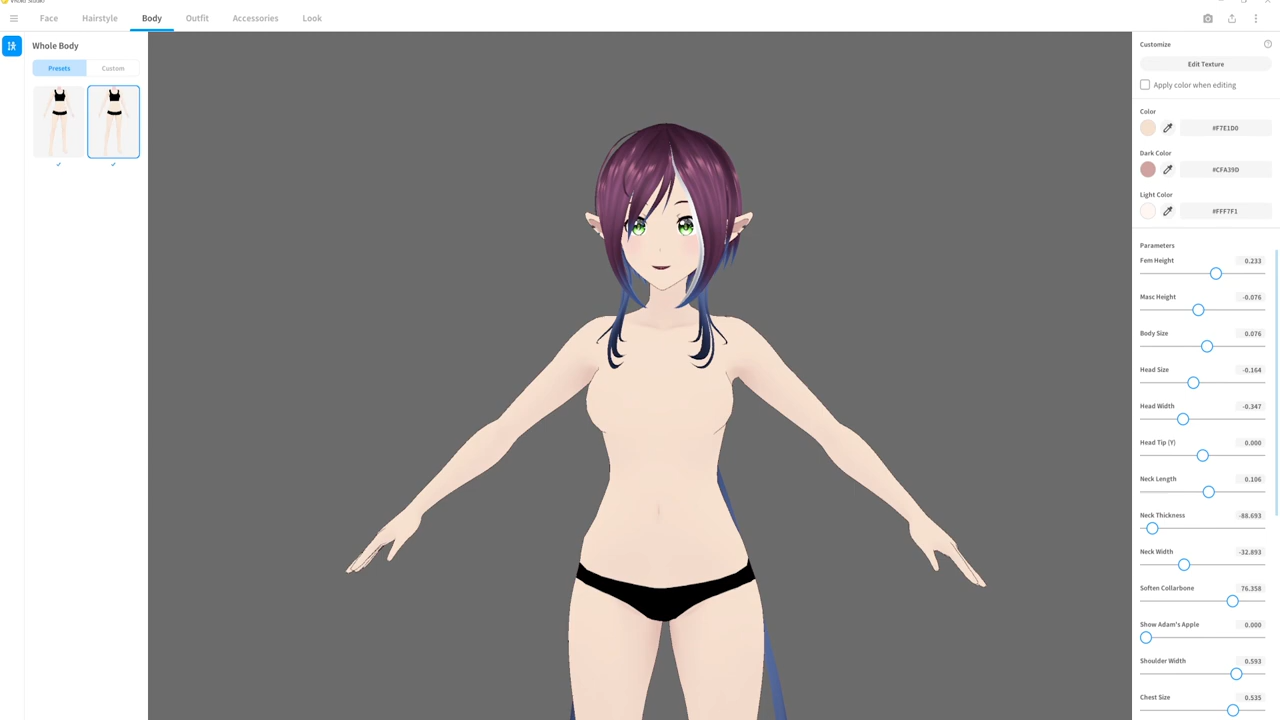 Face
Hairstyle
Body
Outfit
Accessories
Look
Whole Body
Presets
Custom
Customize
Edit Texture
Apply color when editing
Color
#F7E1D0
Dark Color
#CFA39D
Light Color
#FFF7F1
Parameters
Fem Height 0.233
Masc Height -0.076
Body Size 0.076
Head Size -0.164
Head Width -0.347
Head Tip (Y) 0.000
Neck Length 0.106
Neck Thickness -88.693
Neck Width -32.893
Soften Collarbone 76.358
Show Adam's Apple 0.000
Shoulder Width 0.593
Chest Size 0.535